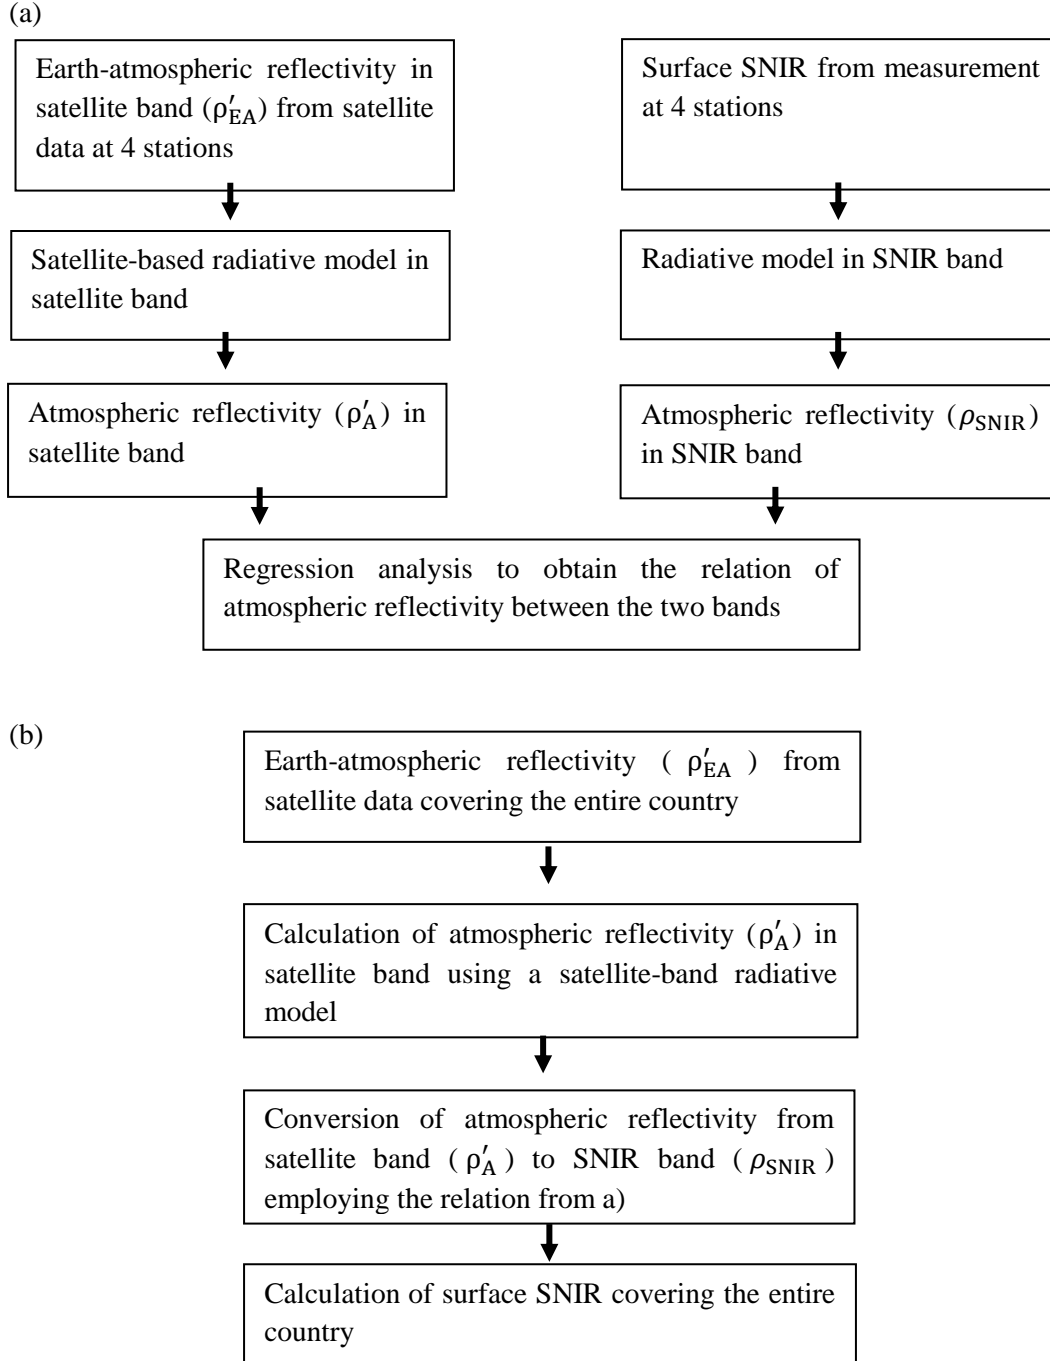 (a)
Earth-atmospheric reflectivity in
satellite band (ρ′EA) from satellite
data at 4 stations
Surface SNIR from measurement
at 4 stations
Satellite-based radiative model in
satellite band
Radiative model in SNIR band
Atmospheric reflectivity (ρ′A) in
satellite band
Atmospheric reflectivity (ρSNIR)
in SNIR band
Regression analysis to obtain the relation of
atmospheric reflectivity between the two bands
(b)
Earth-atmospheric reflectivity ( ρ′EA ) from
satellite data covering the entire country
Calculation of atmospheric reflectivity (ρ′A) in
satellite band using a satellite-band radiative
model
Conversion of atmospheric reflectivity from
satellite band ( ρ′A ) to SNIR band ( ρSNIR )
employing the relation from a)
Calculation of surface SNIR covering the entire
country